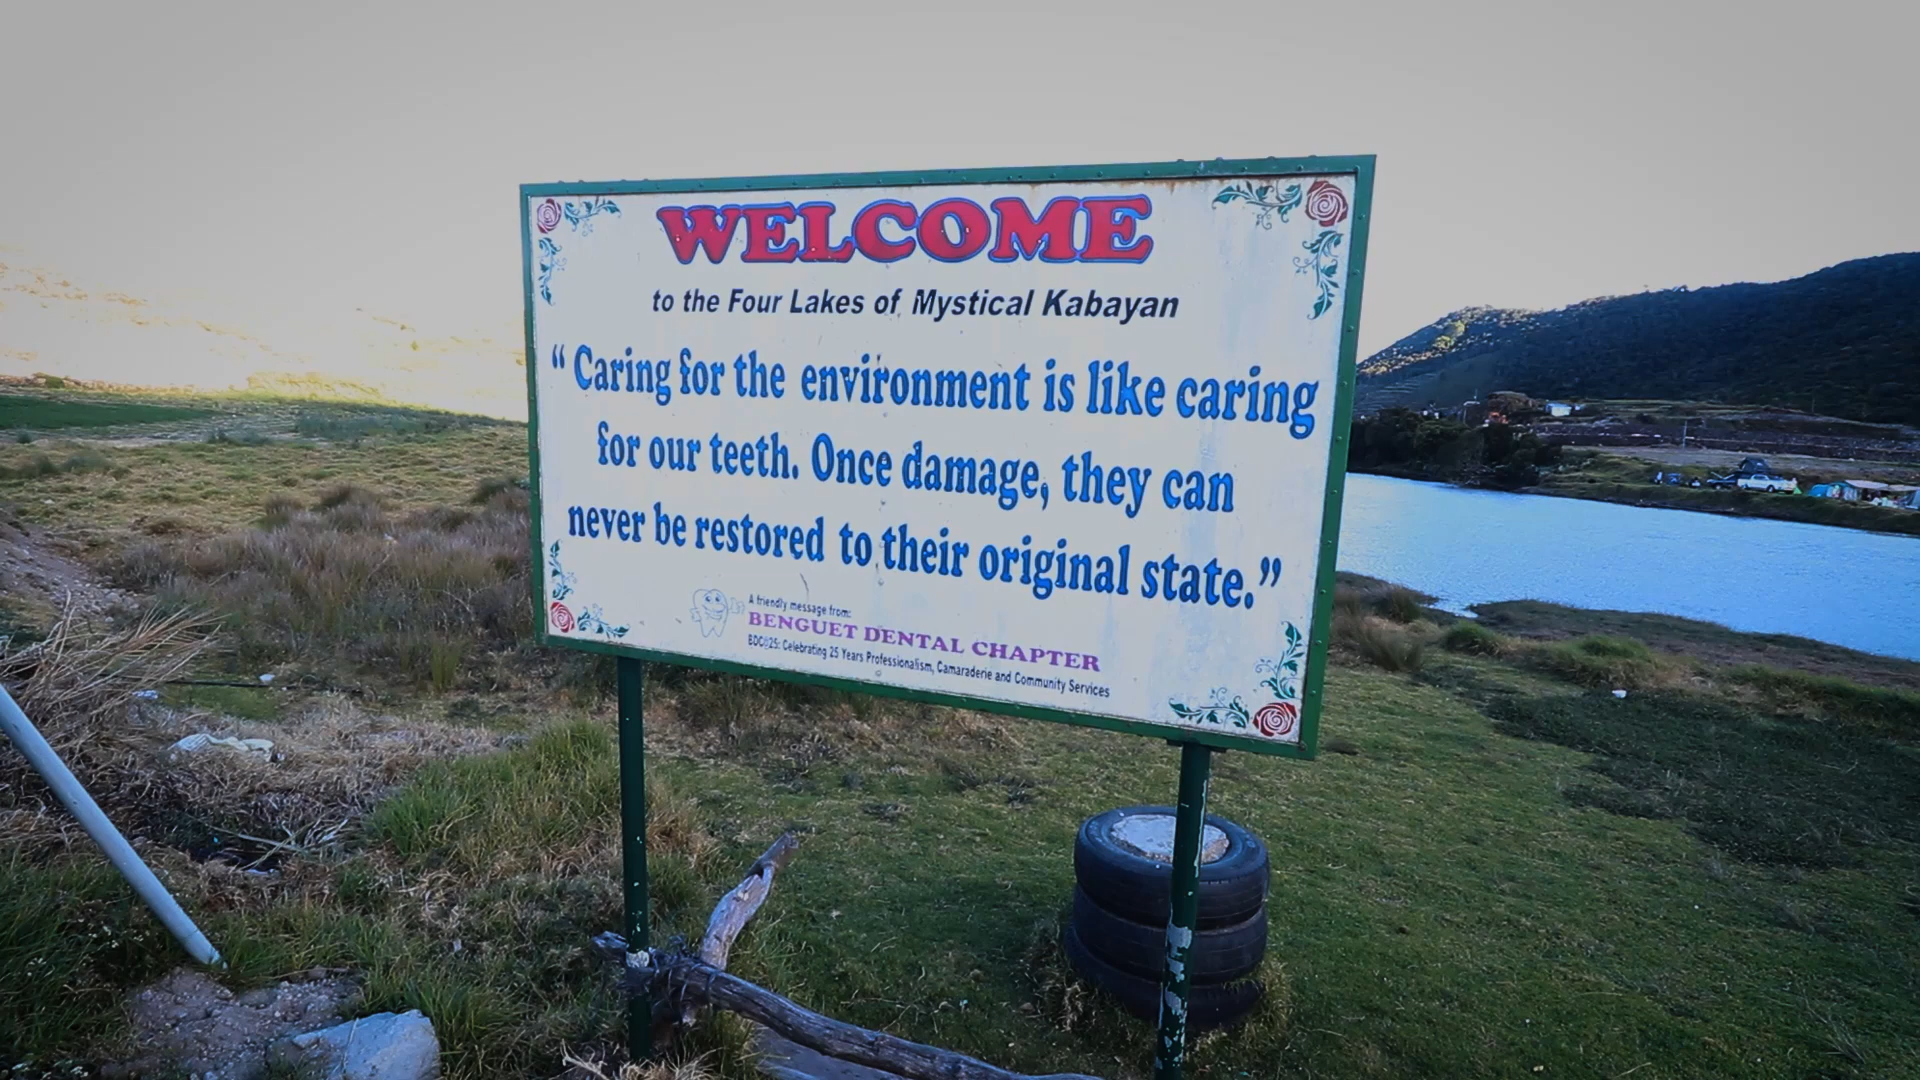 WELCOME
to the Four Lakes of Mystical Kabayan
“ Caring for the environment is like caring
for our teeth. Once damage, they can
never be restored to their original state.”
A friendly message from:
BENGUET DENTAL CHAPTER
BDC@25: Celebrating 25 Years Professionalism, Camaraderie and Community Services